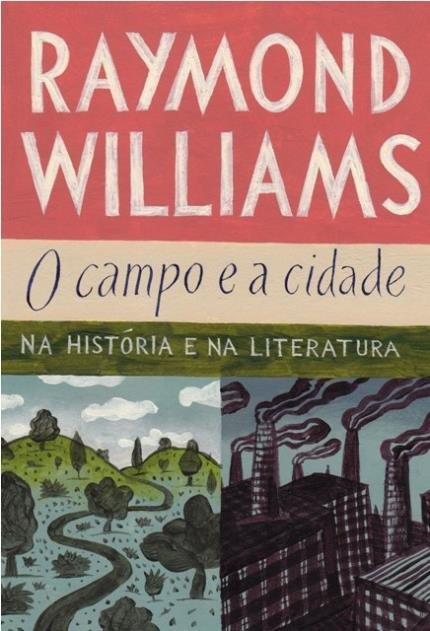 RAYMOND
WILLIAMS
O campo e a cidade
NA HISTÓRIA E NA LITERATURA